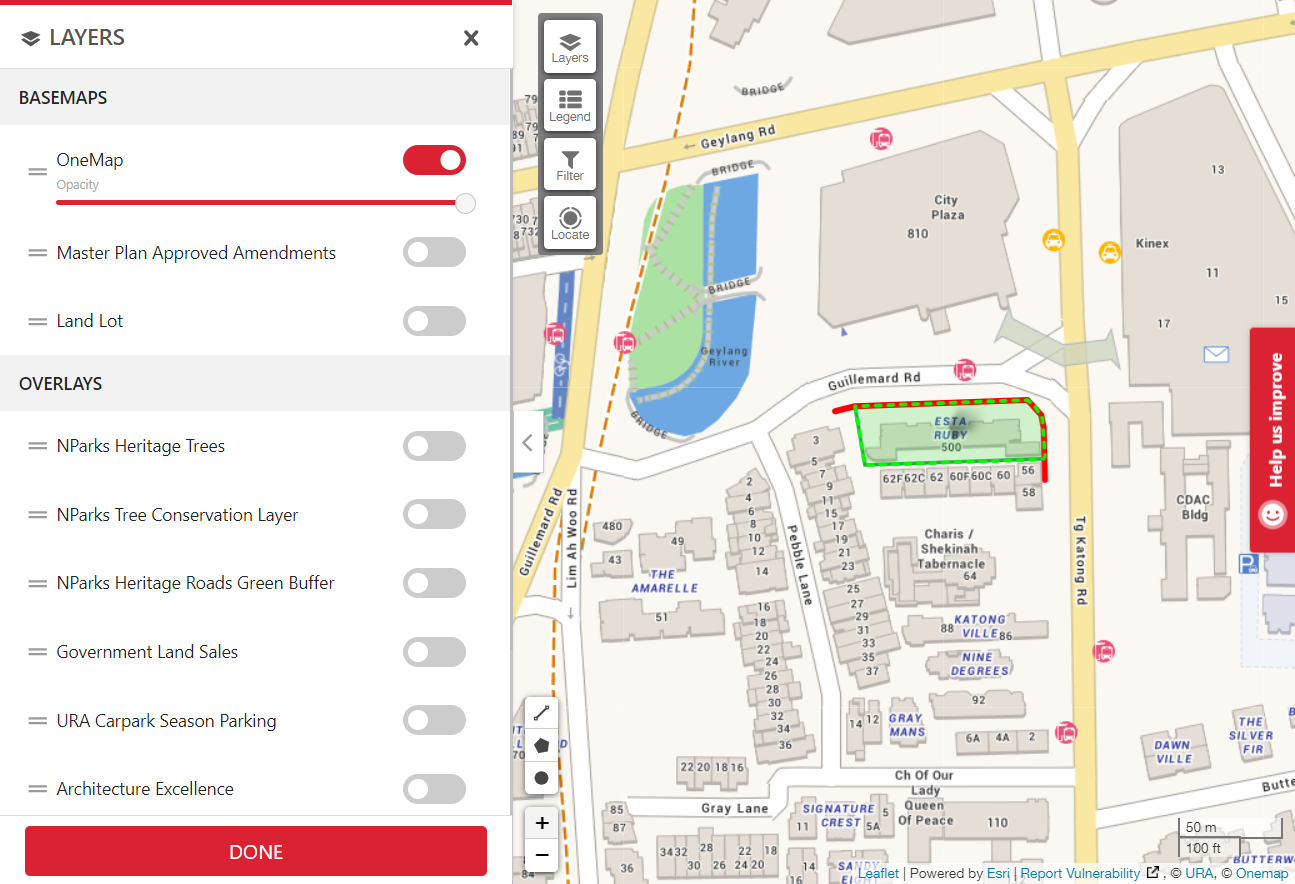 LAYERS
BASEMAPS
OneMap
Opacity
Master Plan Approved Amendments
Land Lot
OVERLAYS
NParks Heritage Trees
NParks Tree Conservation Layer
NParks Heritage Roads Green Buffer
Government Land Sales
URA Carpark Season Parking
Architecture Excellence
DONE
Layers
Legend
Filter
Locate
BRIDGE
← Geylang Rd
BRIDGE
City
Plaza
810
13
Kinex
11
15
17
BRIDGE
Geylang
River
BRIDGE
Guillemard Rd
ESTA
RUBY
500
3
5
7
9
11
15
17
19
21
23
25
27
29
31
33
35
37
62F
62C
62
60F
60C
60
56
58
2
4
6
8
10
12
14
16
18
20
22
24
26
28
30
32
34
36
480
49
43
THE
AMARELLE
51
Guillemard Rd
Lim Ah Woo Rd
Pebble Lane
Charis /
Shekinah
Tabernacle
64
KATONG
88 VILLE 86
NINE
DEGREES
92
14 12
GRAY
MANS
6A 4A 2
Tg Katong Rd
CDAC
Bldg
Help us improve
THE
SILVER
FIR
DAWN
VILLE
22 20 18 16
Gray Lane
85
87
36
34 32 28 22 18
30 26 24 20
SIGNATURE
CREST
11
5
5A
Ch Of Our
Lady
Queen
Of Peace
110
50 m
100 ft
+
−
Leaflet | Powered by Esri | Report Vulnerability , © URA, © Onemap